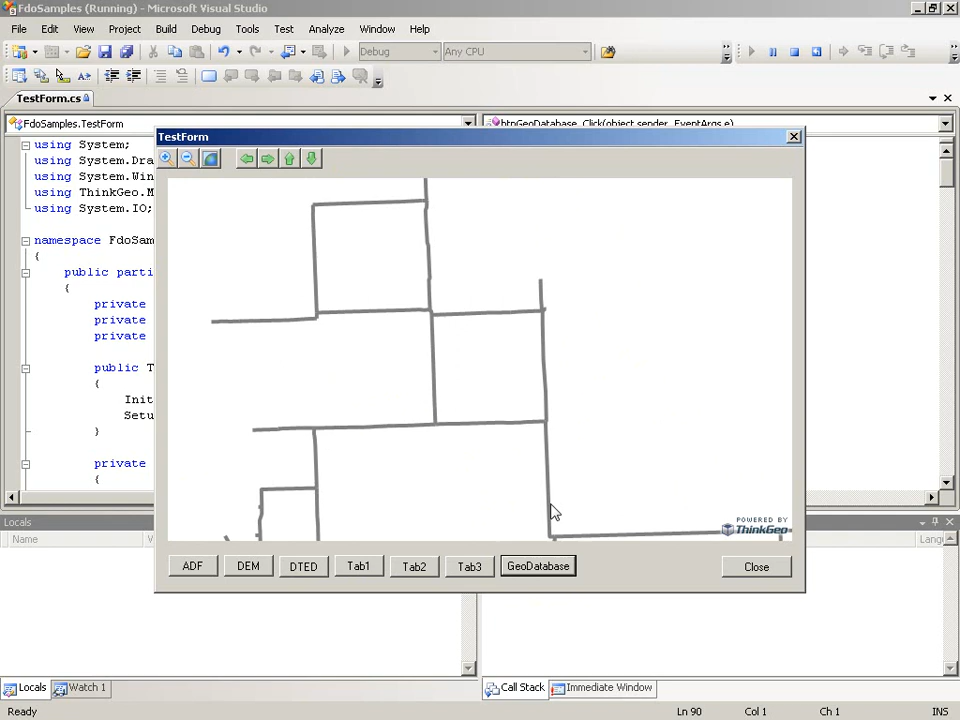 FdoSamples (Running) - Microsoft Visual Studio
File Edit View Project Build Debug Tools Test Analyze Window Help
Debug Any CPU
TestForm.cs
FdoSamples.TestForm btnGeoDatabase_Click(object sender, EventArgs e)
TestForm
using System;
using System.Dra
using System.Win
using ThinkGeo.M
using System.IO;
namespace FdoSam
{
public parti
{
private
private
private
public T
{
Init
Setu
}
private
{
POWERED BY
ThinkGeo
ADF DEM DTED Tab1 Tab2 Tab3 GeoDatabase Close
Locals
Name V Lang
Locals Watch 1 Call Stack Immediate Window
Ready Ln 90 Col 1 Ch 1 INS